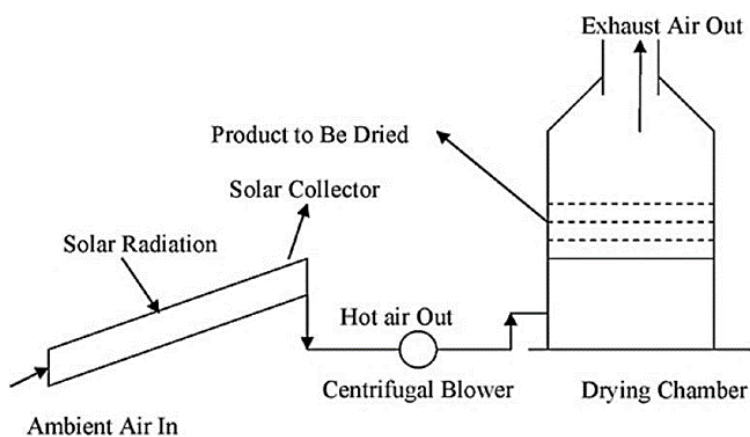 Exhaust Air Out
Product to Be Dried
Solar Collector
Solar Radiation
Hot air Out
Centrifugal Blower
Drying Chamber
Ambient Air In